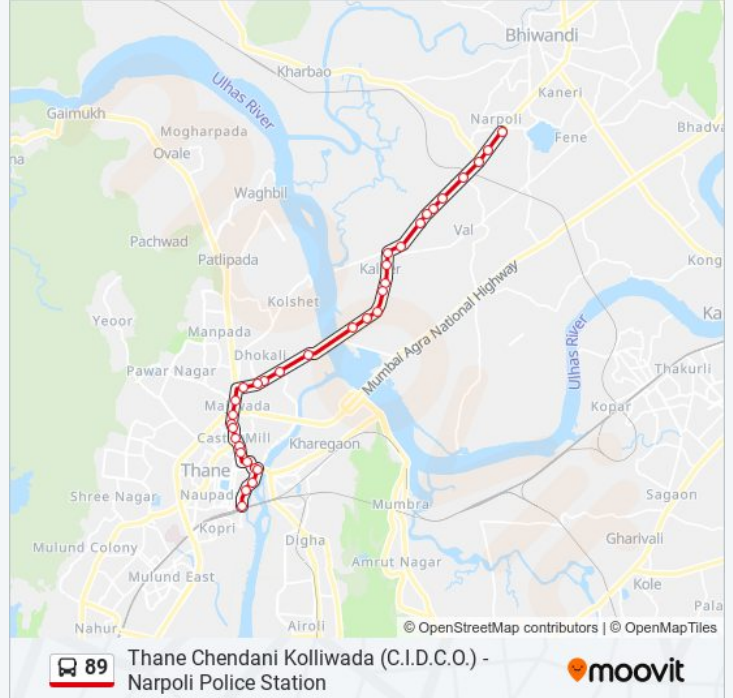 Bhiwandi
Kharbao
Ulhas River
Kaneri
Gaimukh
Narpoli
Mogharpada
Fene
Bhadva
na
Ovale
Waghbil
Val
Pachwad
Patlipada
Kong
Kolshet
Mumbai Agra National Highway
Yeoor
Ka
Manpada
Ulhas River
Dhokali
Pawar Nagar
Thakurli
Kopar
Mill
Kharegaon
Thane
Shree Nagar
Naupad
Mumbra
Sagaon
Kopri
Digha
Gharivali
Mulund Colony
Amrut Nagar
Mulund East
Kole
Pala
Nahur
Airoli
© OpenStreetMap contributors | © OpenMapTiles
89
Thane Chendani Kolliwada (C.I.D.C.O.) -
Narpoli Police Station
moovit